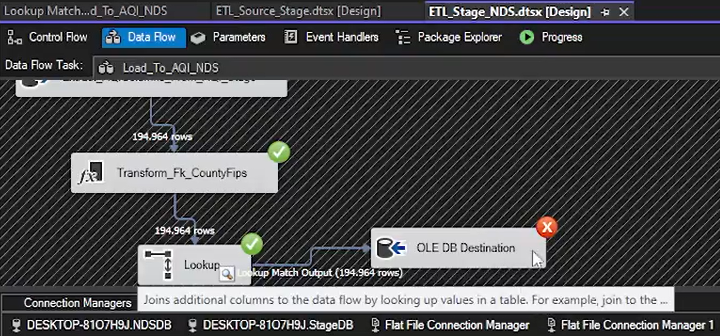 Lookup Match...d_To_AQI_NDS
ETL_Source_Stage.dtsx [Design]
ETL_Stage_NDS.dtsx [Design]
Control Flow
Data Flow
Parameters
Event Handlers
Package Explorer
Progress
Data Flow Task:
Load_To_AQI_NDS
194.964 rows
Transform_Fk_CountyFips
194.964 rows
OLE DB Destination
Lookup
Lookup Match Output (194.964 rows)
Joins additional columns to the data flow by looking up values in a table. For example, join to the ...
Connection Managers
DESKTOP-81O7H9J.NDSDB
DESKTOP-81O7H9J.StageDB
Flat File Connection Manager
Flat File Connection Manager 1